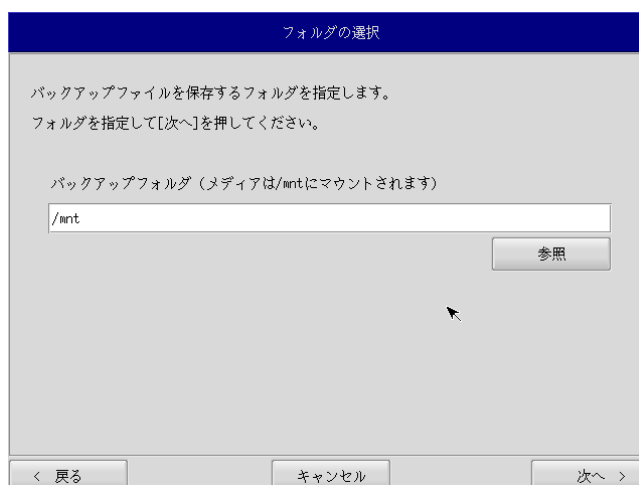 フォルダの選択
バックアップファイルを保存するフォルダを指定します。
フォルダを指定して[次へ]を押してください。
バックアップフォルダ（メディアは/mntにマウントされます）
/mnt
参照
< 戻る
キャンセル
次へ >